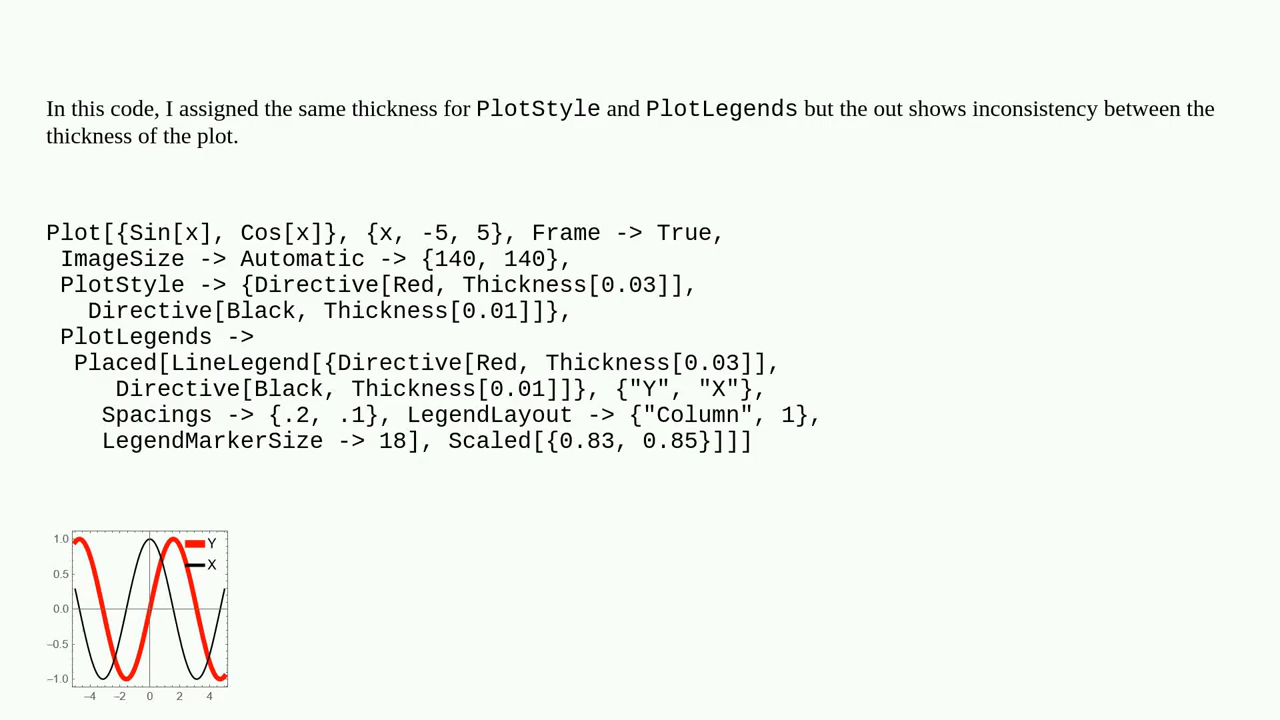 In this code, I assigned the same thickness for PlotStyle and PlotLegends but the out shows inconsistency between the
thickness of the plot.
Plot[{Sin[x], Cos[x]}, {x, -5, 5}, Frame -> True,
ImageSize -> Automatic -> {140, 140},
PlotStyle -> {Directive[Red, Thickness[0.03]],
Directive[Black, Thickness[0.01]]},
PlotLegends ->
Placed[LineLegend[{Directive[Red, Thickness[0.03]],
Directive[Black, Thickness[0.01]]}, {"Y", "X"},
Spacings -> {.2, .1}, LegendLayout -> {"Column", 1},
LegendMarkerSize -> 18], Scaled[{0.83, 0.85}]]]
1.0 Y
X
0.5
0.0
−0.5
−1.0
−4 −2 0 2 4